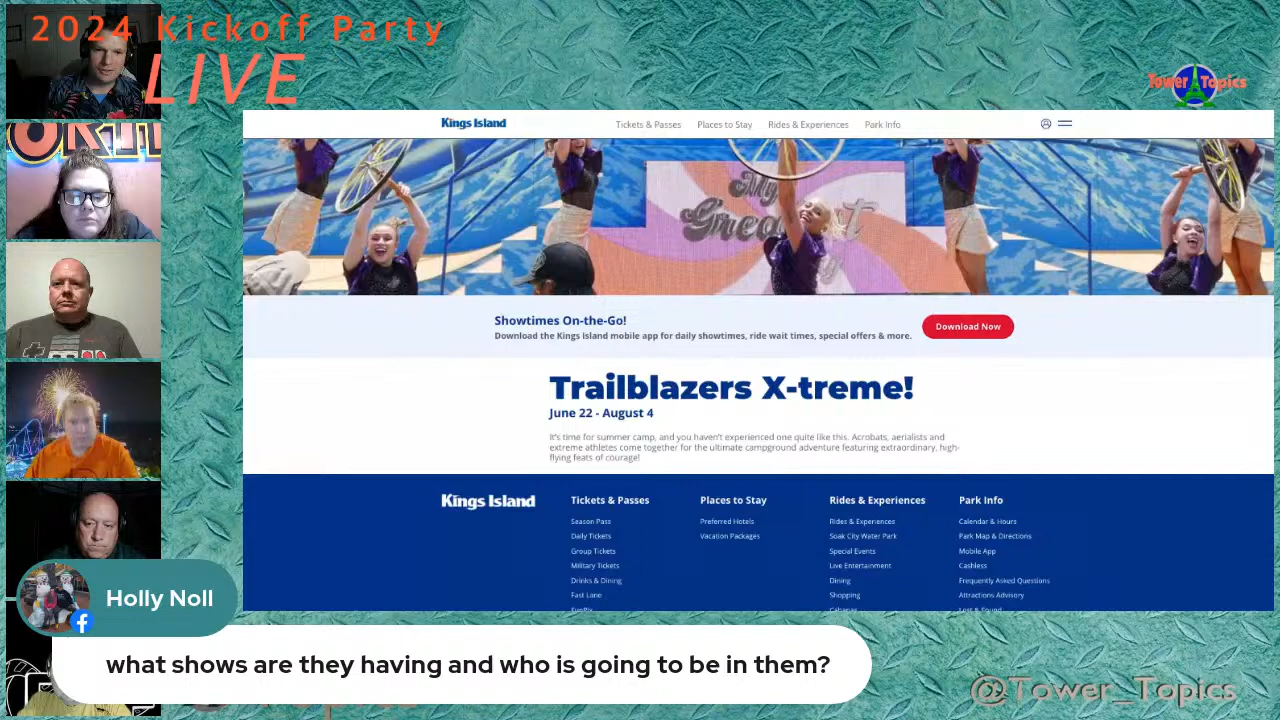 2024 Kickoff Party
LIVE
Tower Topics
Kings Island
Tickets & Passes
Places to Stay
Rides & Experiences
Park Info
My
Showtimes On-the-Go!
Download the Kings Island mobile app for daily showtimes, ride wait times, special offers & more.
Download Now
Trailblazers X-treme!
June 22 - August 4
It's time for summer camp, and you haven't experienced one quite like this. Acrobats, aerialists and
extreme athletes come together for the ultimate campground adventure featuring extraordinary, high-
flying feats of courage!
Kings Island
Tickets & Passes
Season Pass
Daily Tickets
Group Tickets
Military Tickets
Drinks & Dining
Fast Lane
FunPix
Places to Stay
Preferred Hotels
Vacation Packages
Rides & Experiences
Rides & Experiences
Soak City Water Park
Special Events
Live Entertainment
Dining
Shopping
Cabanas
Park Info
Calendar & Hours
Park Map & Directions
Mobile App
Cashless
Frequently Asked Questions
Attractions Advisory
Lost & Found
Holly Noll
what shows are they having and who is going to be in them?
@Tower_Topics